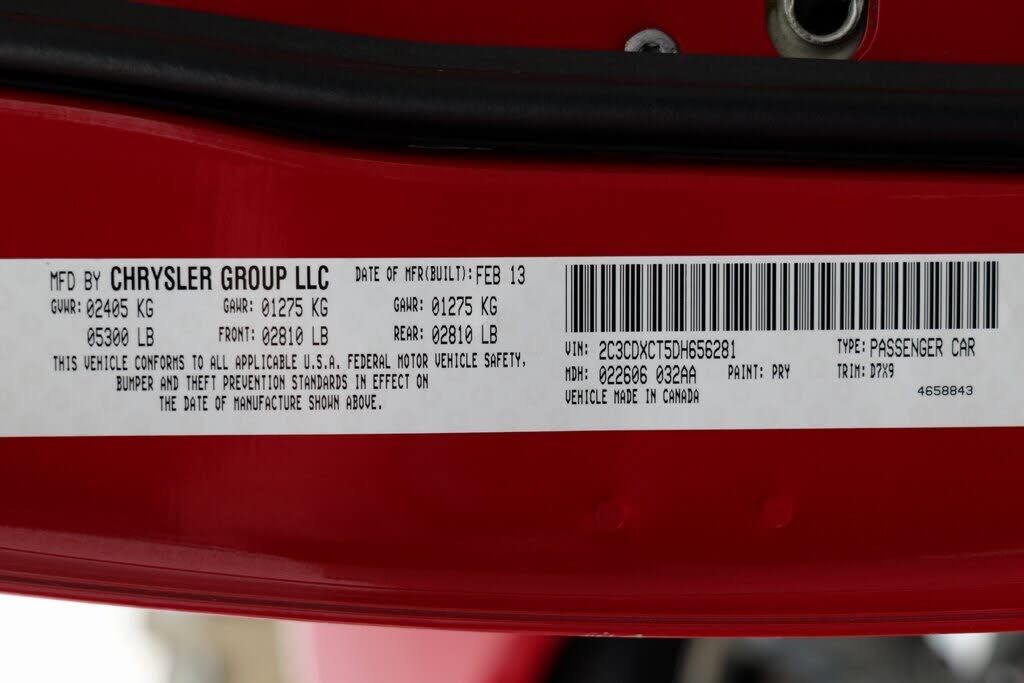 MFD BY CHRYSLER GROUP LLC DATE OF MFR(BUILT): FEB 13
GVWR: 02405 KG GAWR: 01275 KG GAWR: 01275 KG
05300 LB FRONT: 02810 LB REAR: 02810 LB
THIS VEHICLE CONFORMS TO ALL APPLICABLE U.S.A. FEDERAL MOTOR VEHICLE SAFETY,
BUMPER AND THEFT PREVENTION STANDARDS IN EFFECT ON
THE DATE OF MANUFACTURE SHOWN ABOVE.
VIN: 2C3CDXCT5DH656281 TYPE: PASSENGER CAR
MDH: 022606 032AA PAINT: PRY TRIM: D7X9
VEHICLE MADE IN CANADA 4658843